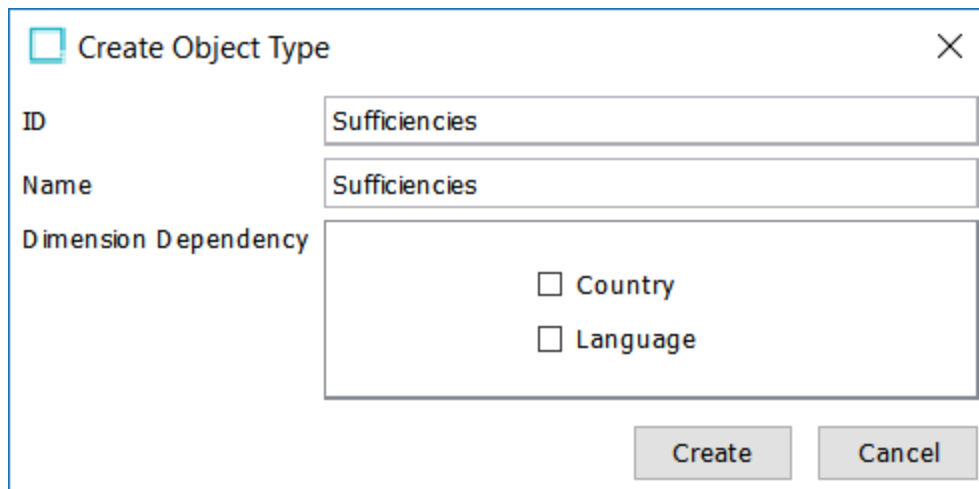 Create Object Type
ID Sufficiencies
Name Sufficiencies
Dimension Dependency
Country
Language
Create Cancel